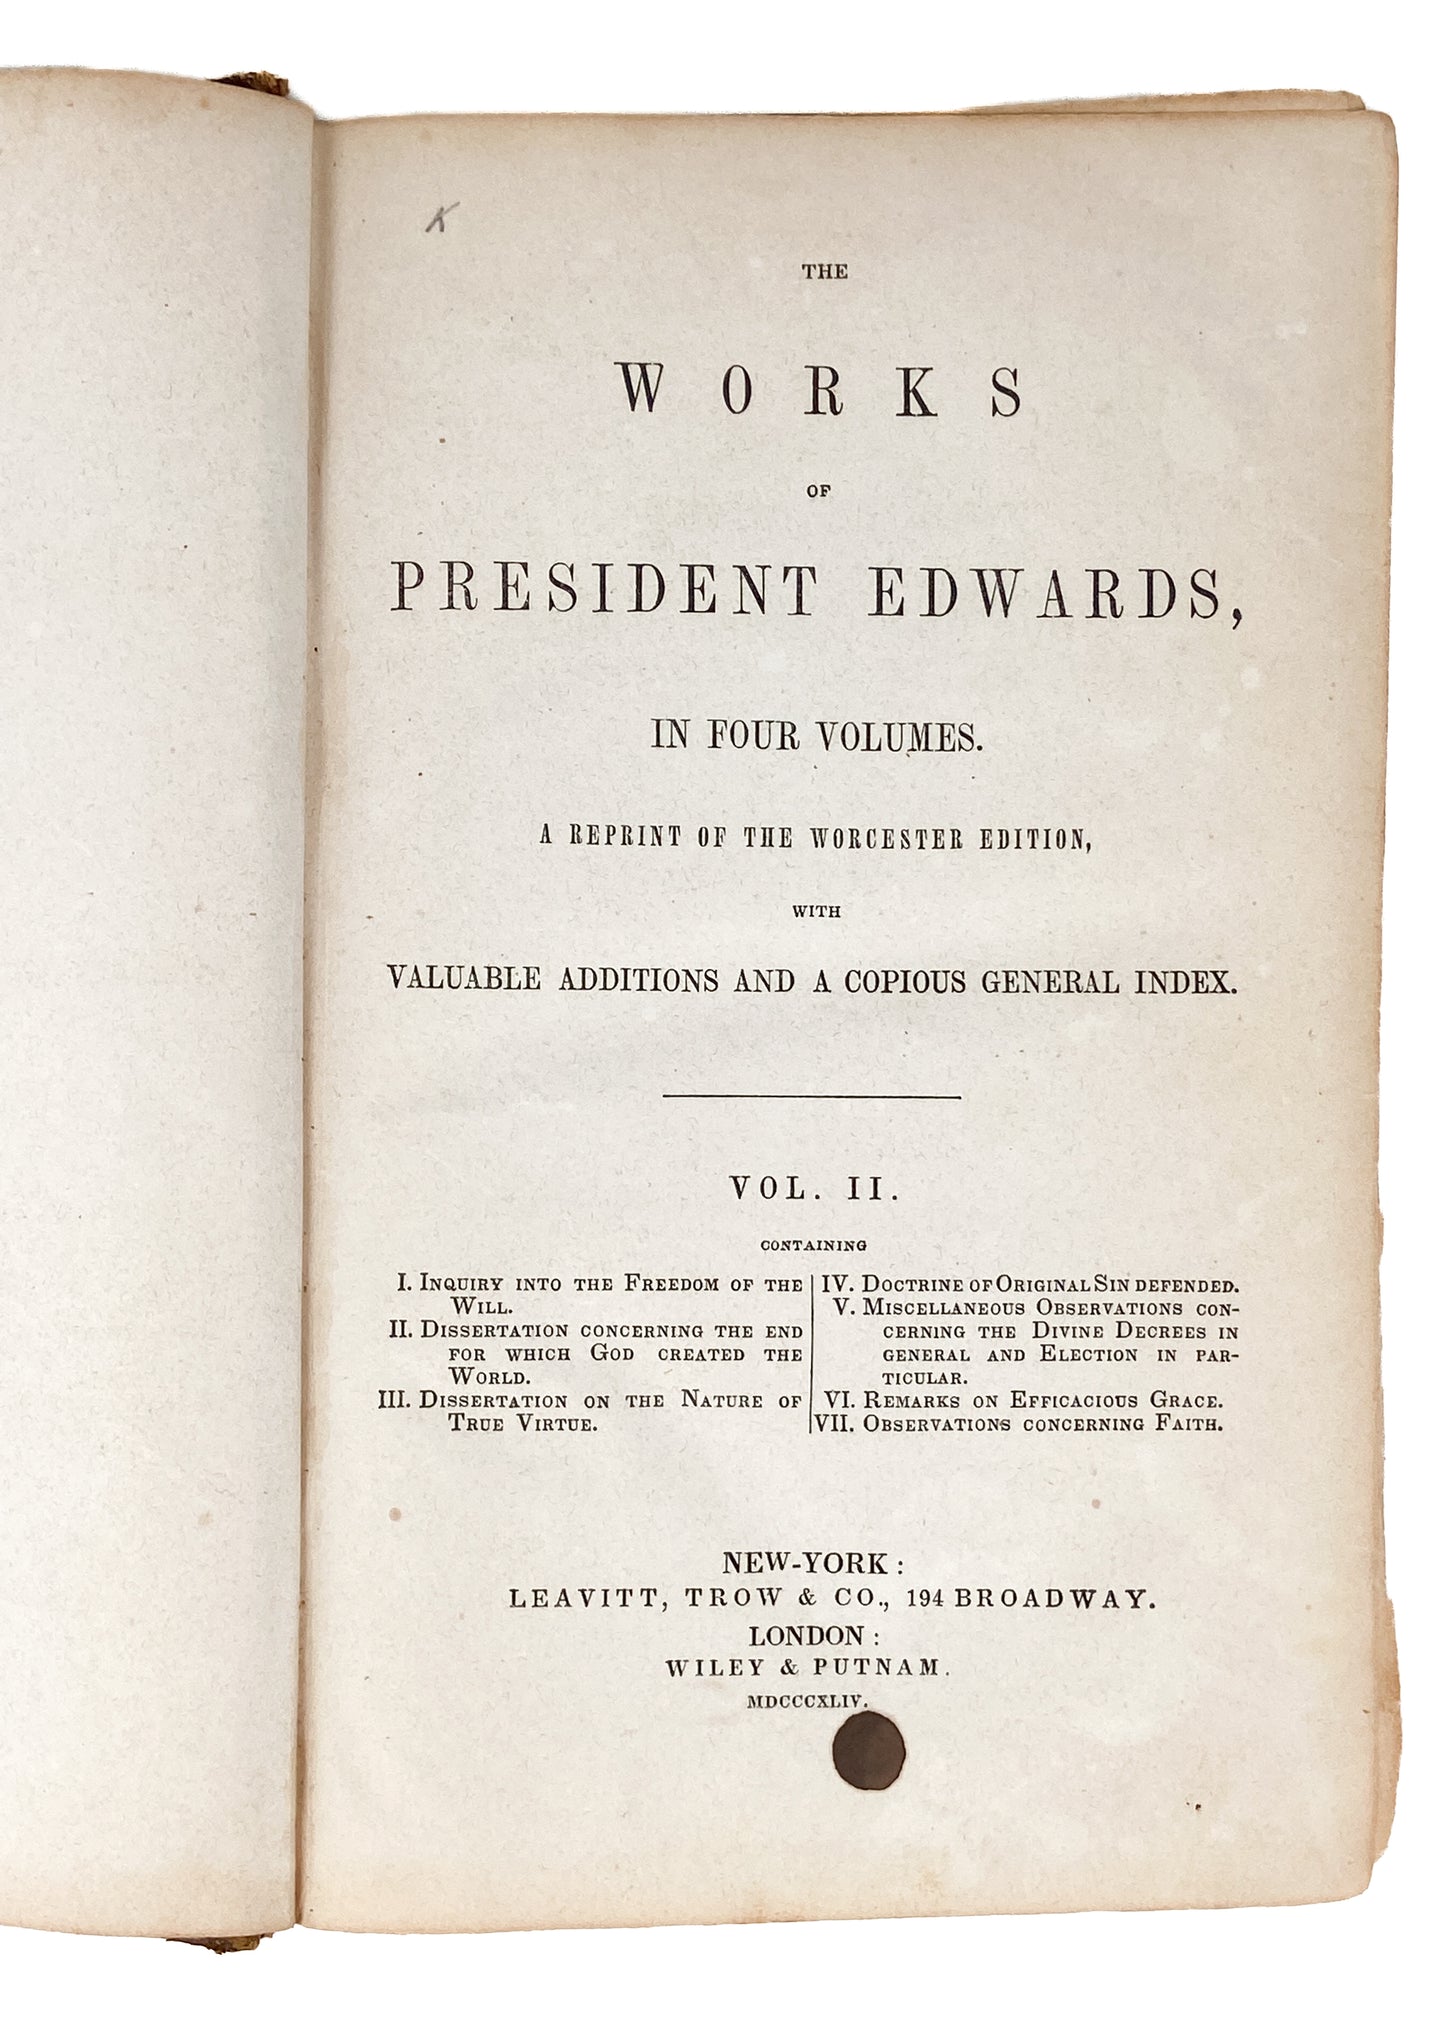 K
THE
WORKS
OF
PRESIDENT EDWARDS,
IN FOUR VOLUMES.
A REPRINT OF THE WORCESTER EDITION,
WITH
VALUABLE ADDITIONS AND A COPIOUS GENERAL INDEX.
VOL. II.
CONTAINING
I. INQUIRY INTO THE FREEDOM OF THE
WILL.
II. DISSERTATION CONCERNING THE END
FOR WHICH GOD CREATED THE
WORLD.
III. DISSERTATION ON THE NATURE OF
TRUE VIRTUE.
IV. DOCTRINE OF ORIGINAL SIN DEFENDED.
V. MISCELLANEOUS OBSERVATIONS CON-
CERNING THE DIVINE DECREES IN
GENERAL AND ELECTION IN PAR-
TICULAR.
VI. REMARKS ON EFFICACIOUS GRACE.
VII. OBSERVATIONS CONCERNING FAITH.
NEW-YORK:
LEAVITT, TROW & CO., 194 BROADWAY.
LONDON:
WILEY & PUTNAM.
MDCCCXLIV.